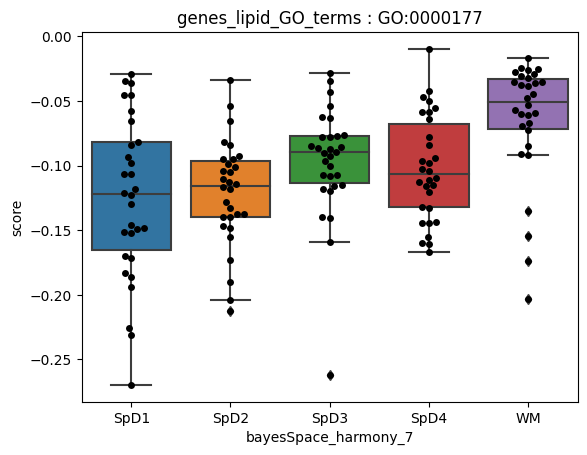 genes_lipid_GO_terms : GO:0000177
0.00
−0.05
−0.10
−0.15
−0.20
−0.25
score
SpD1 SpD2 SpD3 SpD4 WM
bayesSpace_harmony_7